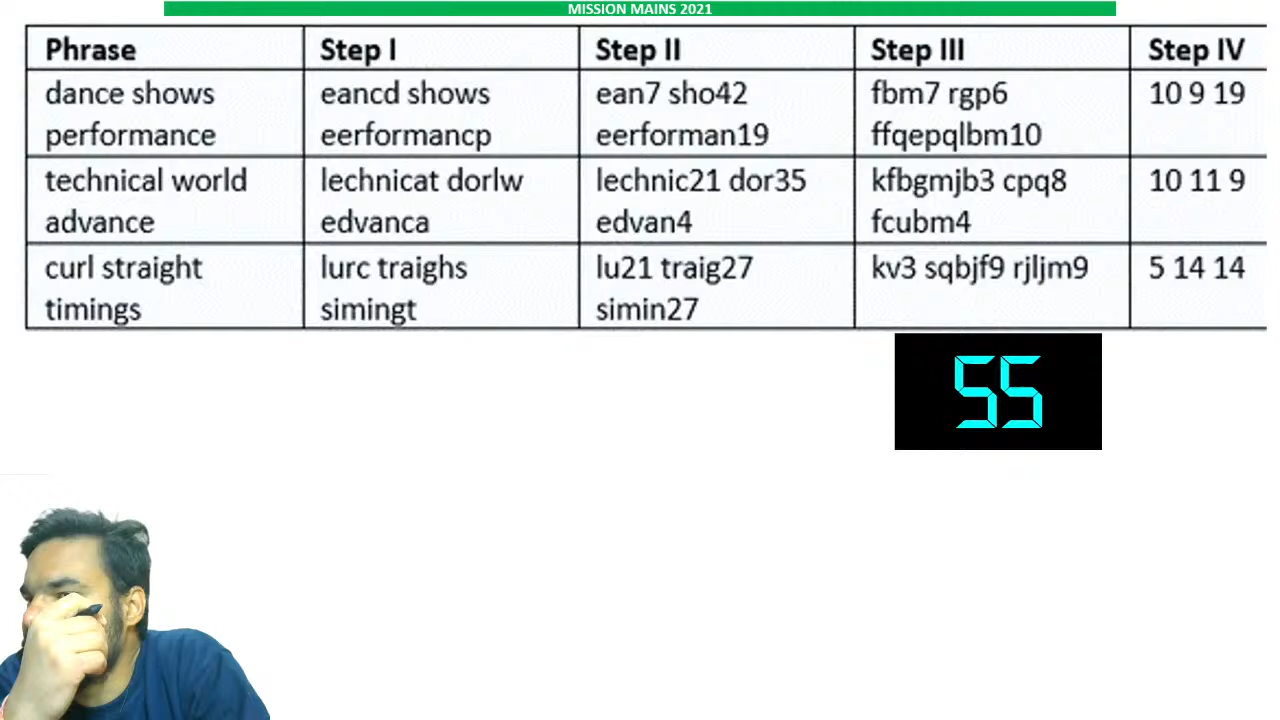 MISSION MAINS 2021
Phrase Step I Step II Step III Step IV
dance shows eancd shows ean7 sho42 fbm7 rgp6 10 9 19
performance eerformancp eerforman19 ffqepqlbm10
technical world lechnicat dorlw lechnic21 dor35 kfbgmjb3 cpq8 10 11 9
advance edvanca edvan4 fcubm4
curl straight lurc traighs lu21 traig27 kv3 sqbjf9 rjljm9 5 14 14
timings simingt simin27
55